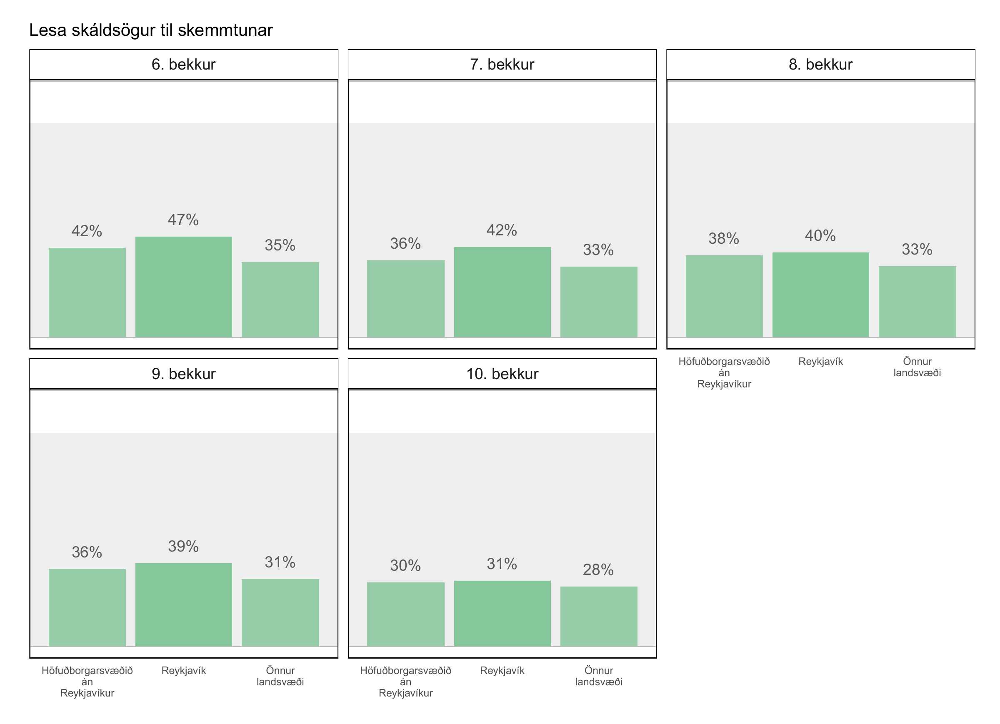 Lesa skáldsögur til skemmtunar
6. bekkur
42%
47%
35%
7. bekkur
36%
42%
33%
8. bekkur
38%
40%
33%
Höfuðborgarsvæðið
án
Reykjavíkur
Reykjavík
Önnur
landsvæði
9. bekkur
36%
39%
31%
Höfuðborgarsvæðið
án
Reykjavíkur
Reykjavík
Önnur
landsvæði
10. bekkur
30%
31%
28%
Höfuðborgarsvæðið
án
Reykjavíkur
Reykjavík
Önnur
landsvæði